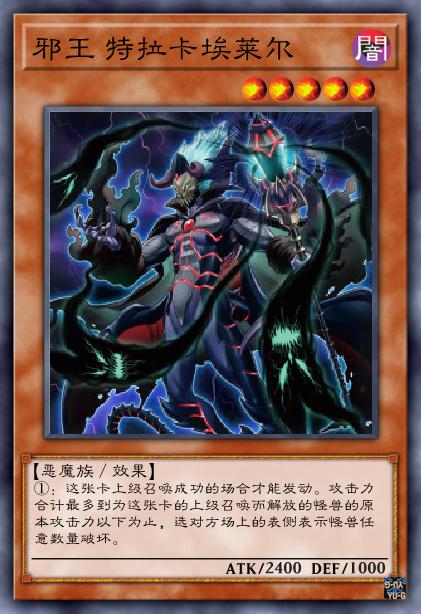 邪王 特拉卡埃莱尔
闇
【恶魔族／效果】
①：这张卡上级召唤成功的场合才能发动。攻击力
合计最多到为这张卡的上级召唤而解放的怪兽的原
本攻击力以下为止，选对方场上的表侧表示怪兽任
意数量破坏。
ATK/2400 DEF/1000